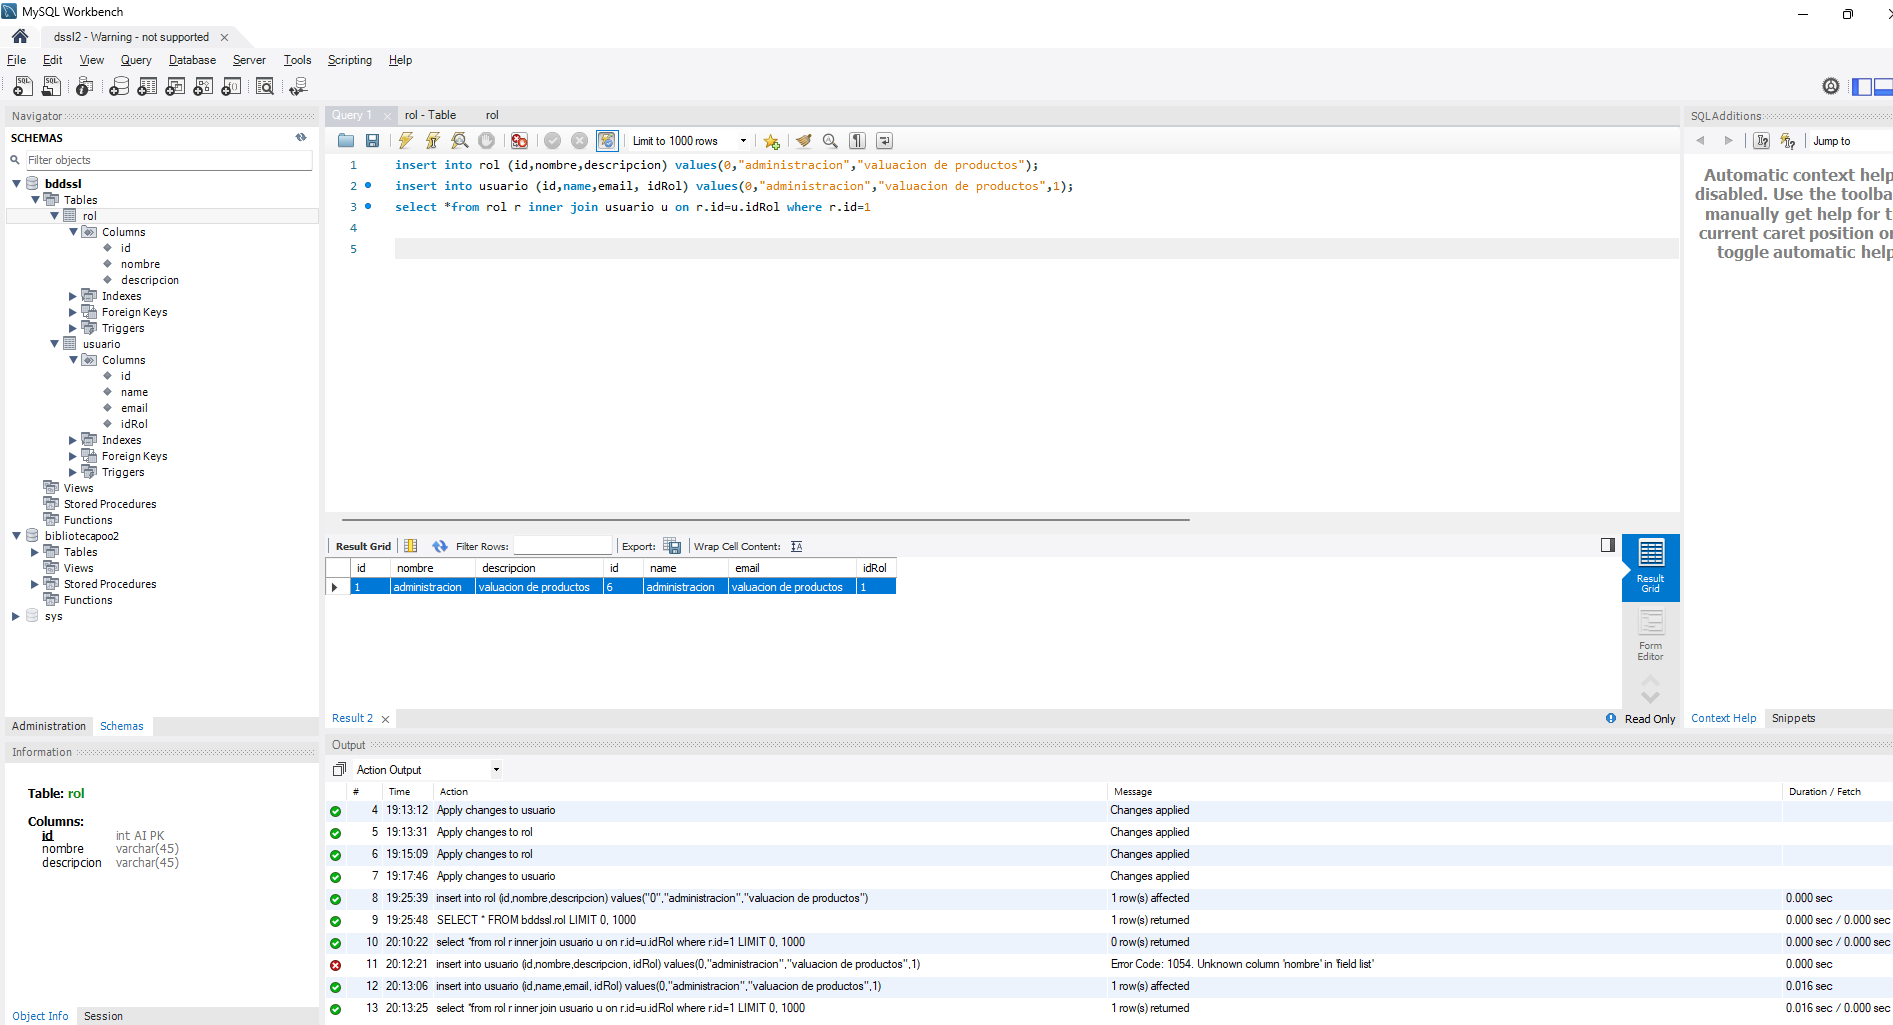 MySQL Workbench
dssl2 - Warning - not supported
File Edit View Query Database Server Tools Scripting Help
Navigator
SCHEMAS
Filter objects
bddssl
Tables
rol
Columns
id
nombre
descripcion
Indexes
Foreign Keys
Triggers
usuario
Columns
id
name
email
idRol
Indexes
Foreign Keys
Triggers
Views
Stored Procedures
Functions
bibliotecapoo2
Tables
Views
Stored Procedures
Functions
sys
Administration Schemas
Information
Table: rol
Columns:
id int AI PK
nombre varchar(45)
descripcion varchar(45)
Object Info Session
Query 1 rol - Table rol
Limit to 1000 rows
1 insert into rol (id,nombre,descripcion) values(0,"administracion","valuacion de productos");
2 insert into usuario (id,name,email, idRol) values(0,"administracion","valuacion de productos",1);
3 select *from rol r inner join usuario u on r.id=u.idRol where r.id=1
4
5
Result Grid Filter Rows: Export: Wrap Cell Content:
id nombre descripcion id name email idRol
1 administracion valuacion de productos 6 administracion valuacion de productos 1
Result
Grid
Form
Editor
Result 2
Read Only
SQLAdditions
Jump to
Automatic context help
disabled. Use the toolba
manually get help for t
current caret position or
toggle automatic help
Context Help Snippets
Output
Action Output
# Time Action Message Duration / Fetch
4 19:13:12 Apply changes to usuario Changes applied
5 19:13:31 Apply changes to rol Changes applied
6 19:15:09 Apply changes to rol Changes applied
7 19:17:46 Apply changes to usuario Changes applied
8 19:25:39 insert into rol (id,nombre,descripcion) values("0","administracion","valuacion de productos") 1 row(s) affected 0.000 sec
9 19:25:48 SELECT * FROM bddssl.rol LIMIT 0, 1000 1 row(s) returned 0.000 sec / 0.000 sec
10 20:10:22 select *from rol r inner join usuario u on r.id=u.idRol where r.id=1 LIMIT 0, 1000 0 row(s) returned 0.000 sec / 0.000 sec
11 20:12:21 insert into usuario (id,nombre,descripcion, idRol) values(0,"administracion","valuacion de productos",1) Error Code: 1054. Unknown column 'nombre' in 'field list' 0.000 sec
12 20:13:06 insert into usuario (id,name,email, idRol) values(0,"administracion","valuacion de productos",1) 1 row(s) affected 0.016 sec
13 20:13:25 select *from rol r inner join usuario u on r.id=u.idRol where r.id=1 LIMIT 0, 1000 1 row(s) returned 0.016 sec / 0.000 sec